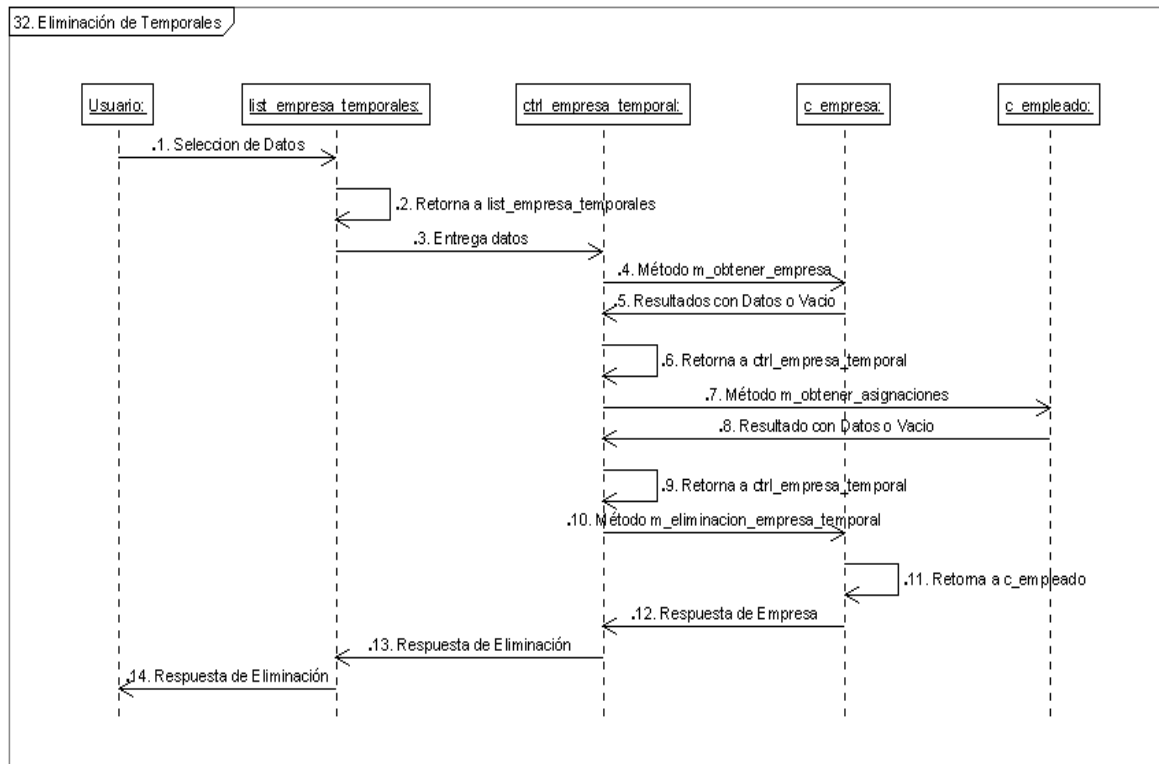 32. Eliminación de Temporales
Usuario:
list_empresa_temporales:
ctrl_empresa_temporal:
c_empresa:
c_empleado:
.1. Seleccion de Datos
.2. Retorna a list_empresa_temporales
.3. Entrega datos
.4. Método m_obtener_empresa
.5. Resultados con Datos o Vacio
.6. Retorna a ctrl_empresa_temporal
.7. Método m_obtener_asignaciones
.8. Resultado con Datos o Vacio
.9. Retorna a ctrl_empresa_temporal
.10. Método m_eliminacion_empresa_temporal
.11. Retorna a c_empleado
.12. Respuesta de Empresa
.13. Respuesta de Eliminación
.14. Respuesta de Eliminación